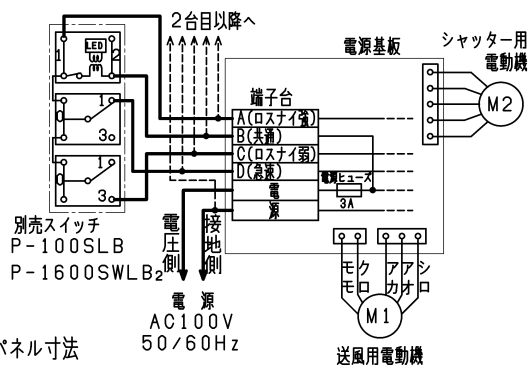 2台目以降へ
LED
1
2
1
3
1
3
別売スイッチ
P-100SLB
P-1600SWLB₂
パネル寸法
電源基板
シャッター用
電動機
M2
端子台
A(ロスナイ強)
B(共通)
C(ロスナイ弱)
D(急速)
電
源
電源ヒューズ
3A
電圧側
接地側
電 源
AC100V
50/60Hz
モモ
クロ
アカ
アオ
シロ
M1
送風用電動機